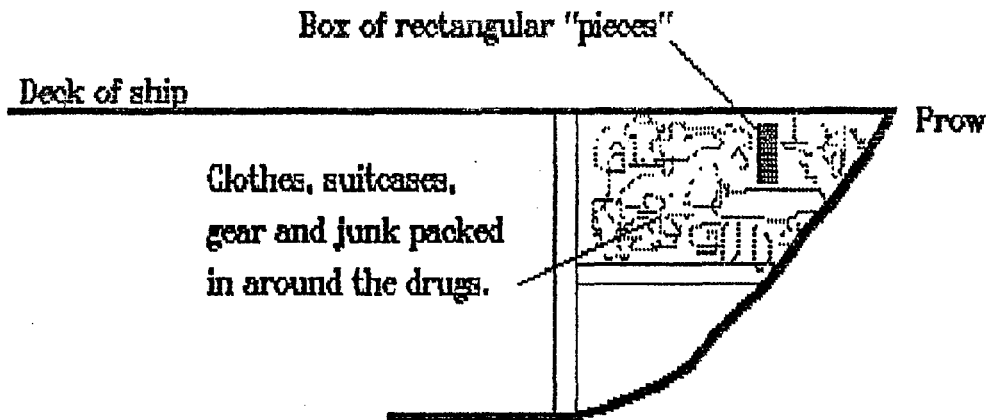 Box of rectangular "pieces"
Deck of ship
Prow
Clothes, suitcases,
gear and junk packed
in around the drugs.